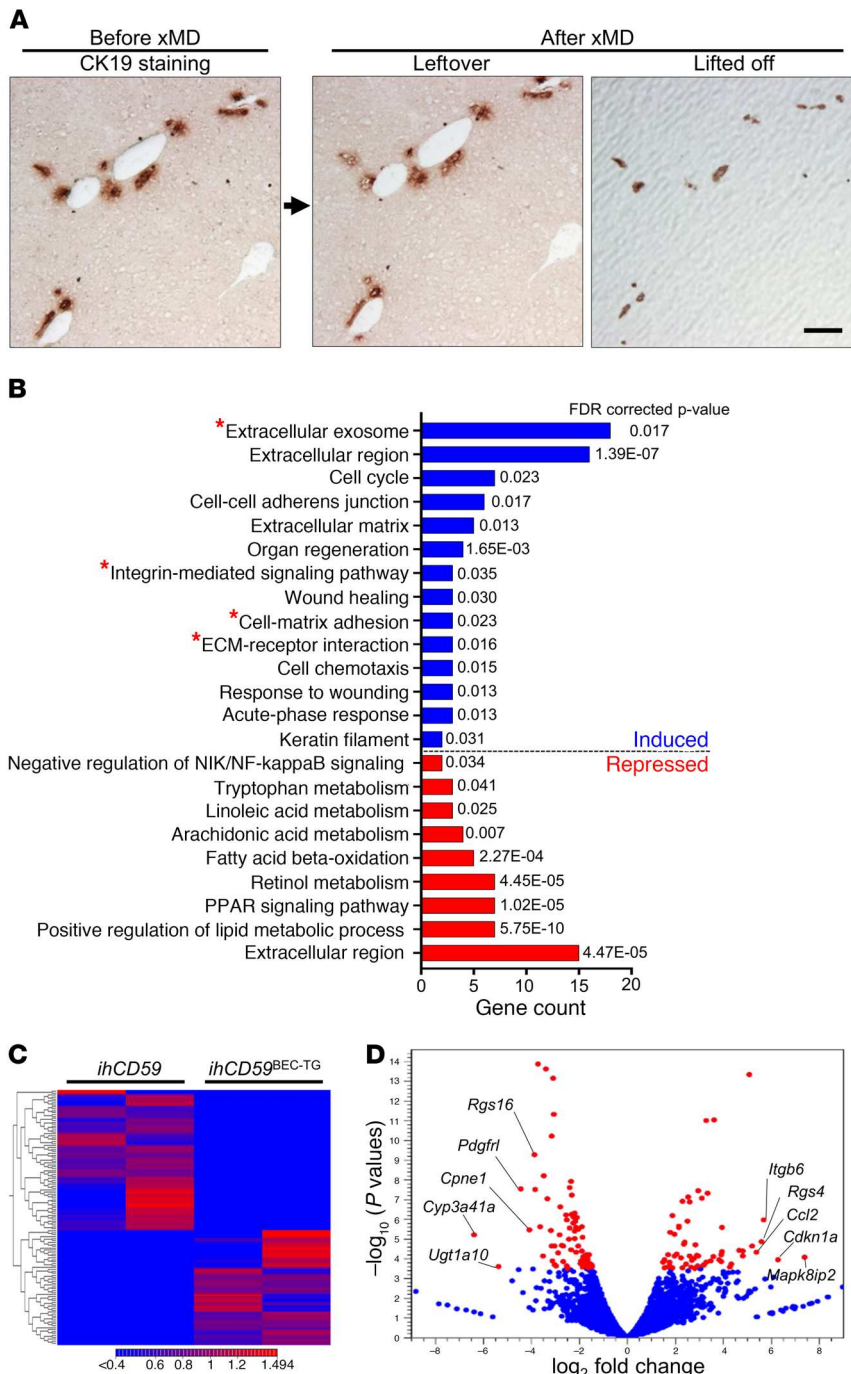 A
Before xMD
After xMD
CK19 staining
Leftover
Lifted off
B
FDR corrected p-value
*Extracellular exosome 0.017
Extracellular region 1.39E-07
Cell cycle 0.023
Cell-cell adherens junction 0.017
Extracellular matrix 0.013
Organ regeneration 1.65E-03
*Integrin-mediated signaling pathway 0.035
Wound healing 0.030
*Cell-matrix adhesion 0.023
*ECM-receptor interaction 0.016
Cell chemotaxis 0.015
Response to wounding 0.013
Acute-phase response 0.013
Keratin filament 0.031 Induced
Negative regulation of NIK/NF-kappaB signaling 0.034 Repressed
Tryptophan metabolism 0.041
Linoleic acid metabolism 0.025
Arachidonic acid metabolism 0.007
Fatty acid beta-oxidation 2.27E-04
Retinol metabolism 4.45E-05
PPAR signaling pathway 1.02E-05
Positive regulation of lipid metabolic process 5.75E-10
Extracellular region 4.47E-05
0 5 10 15 20
Gene count
C
ihCD59 ihCD59BEC-TG
<0.4 0.6 0.8 1 1.2 1.494
D
14
13
12
11
10
9
8
7
6
5
4
3
2
1
0
–log10 (P values)
Rgs16
Pdgfrl
Cpne1
Cyp3a41a
Ugt1a10
Itgb6
Rgs4
Ccl2
Cdkn1a
Mapk8ip2
−8 −6 −4 −2 0 2 4 6 8
log2 fold change